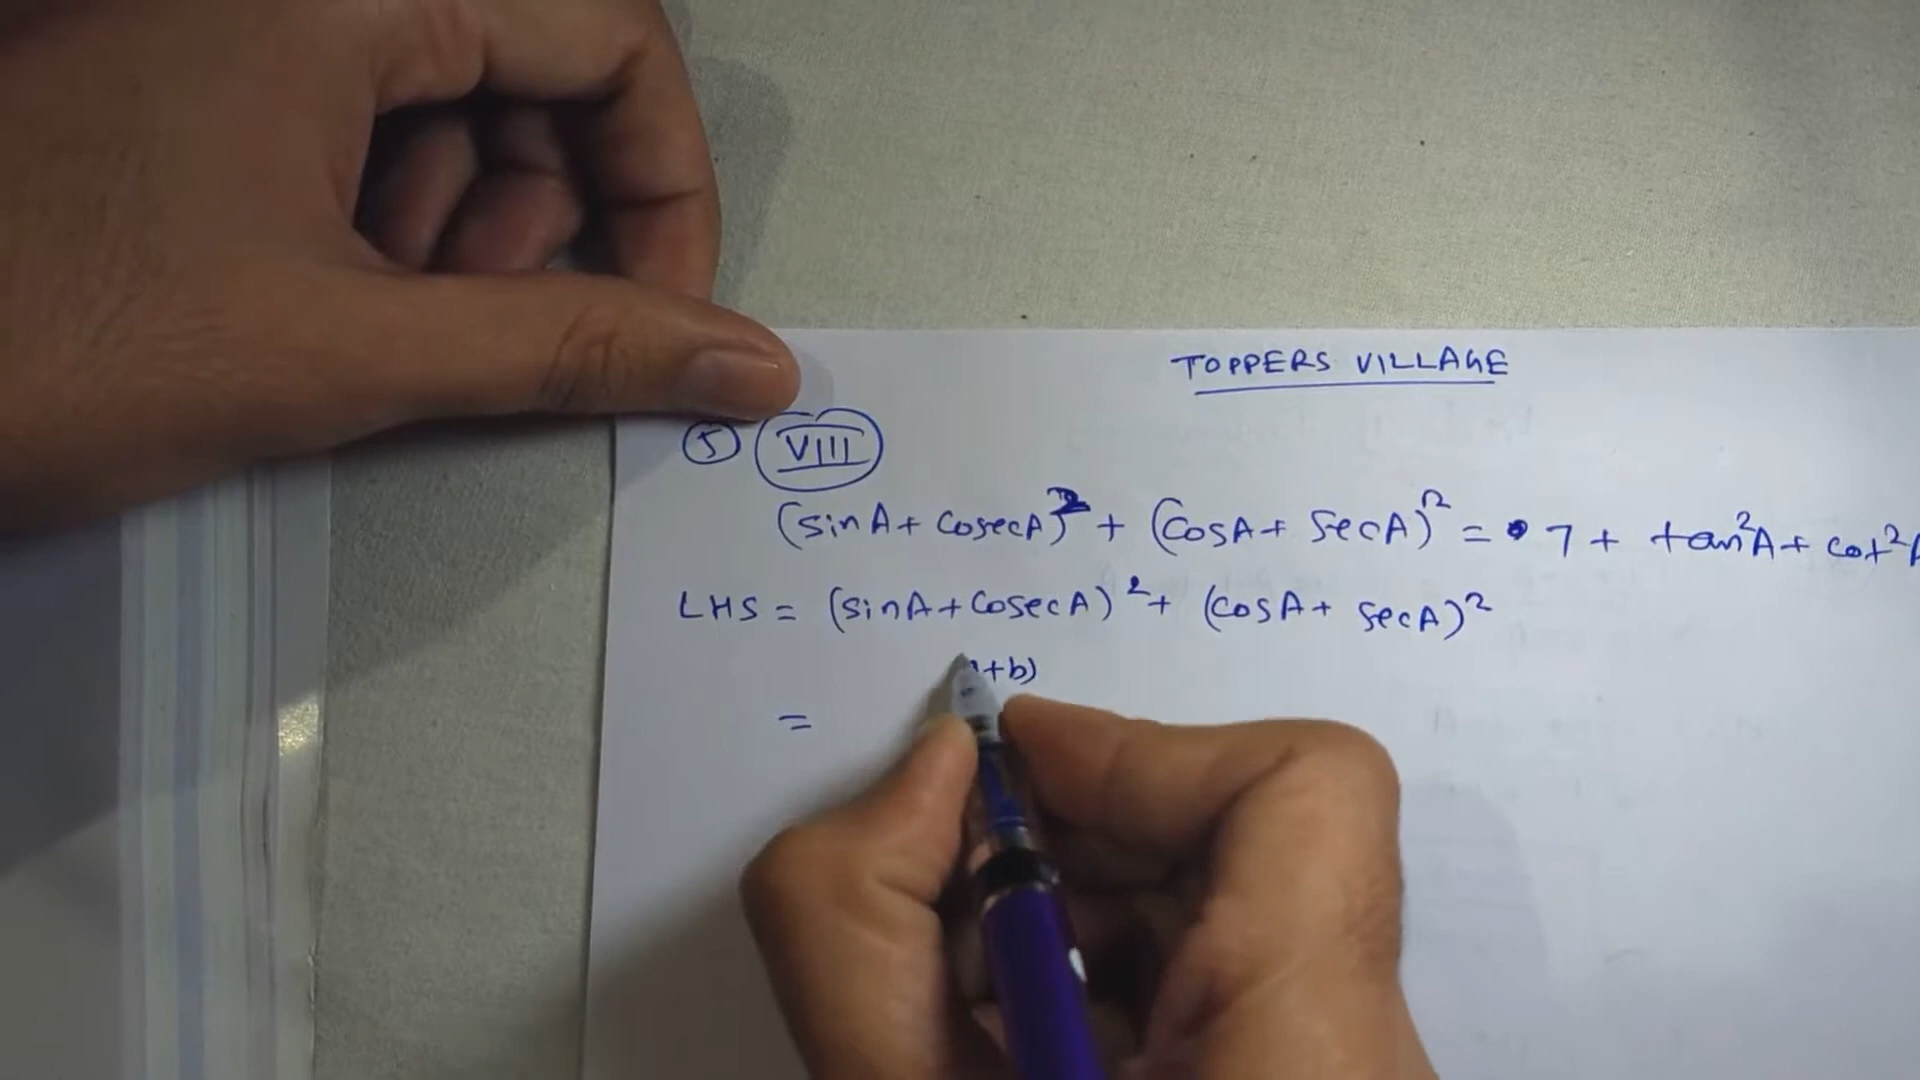 TOPPERS VILLAGE
5 VIII
(sinA + CosecA)² + (CosA + SecA)² = 7 + tan²A + cot²A
LHS = (sinA + CosecA)² + (cosA + secA)²
+b)
=